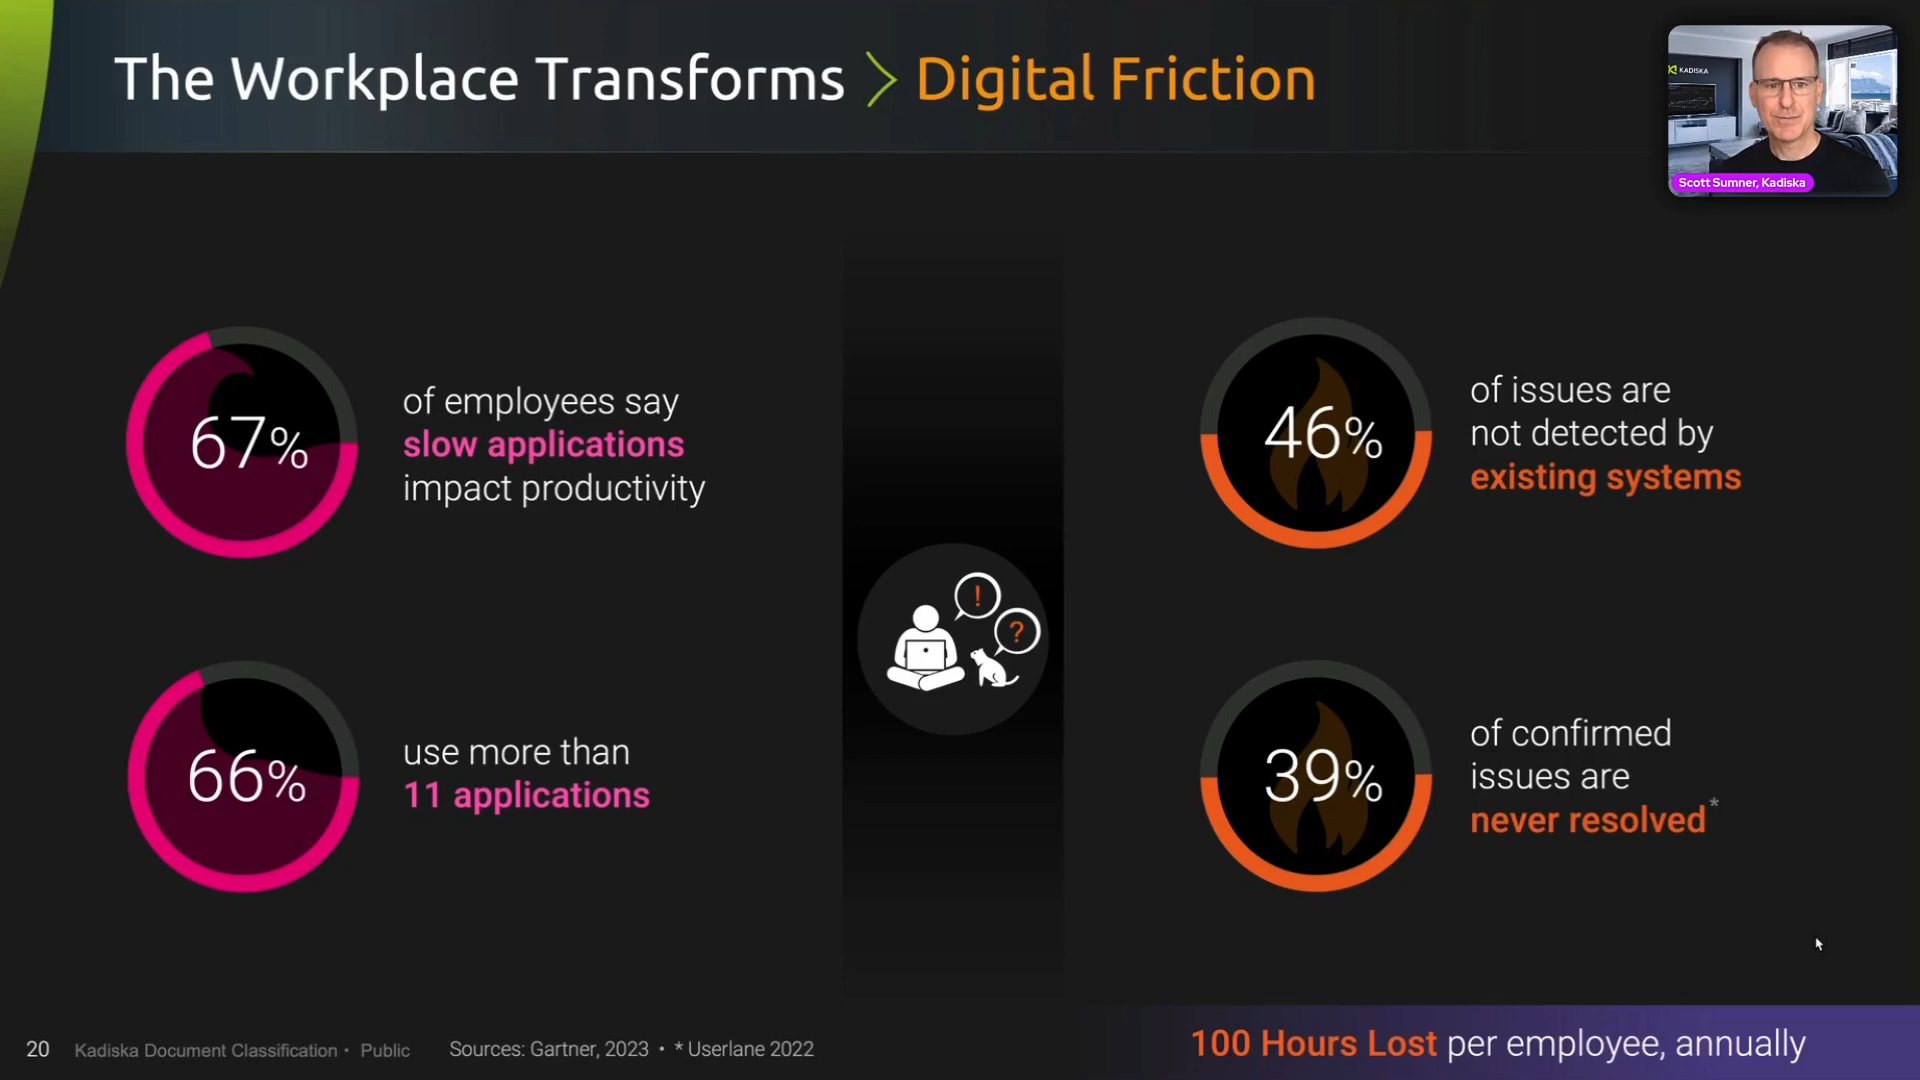 The Workplace Transforms > Digital Friction
KADISKA
Scott Sumner, Kadiska
67%
of employees say
slow applications
impact productivity
46%
of issues are
not detected by
existing systems
!
?
66%
use more than
11 applications
39%
of confirmed
issues are
never resolved*
20 Kadiska Document Classification • Public Sources: Gartner, 2023 • * Userlane 2022
100 Hours Lost per employee, annually